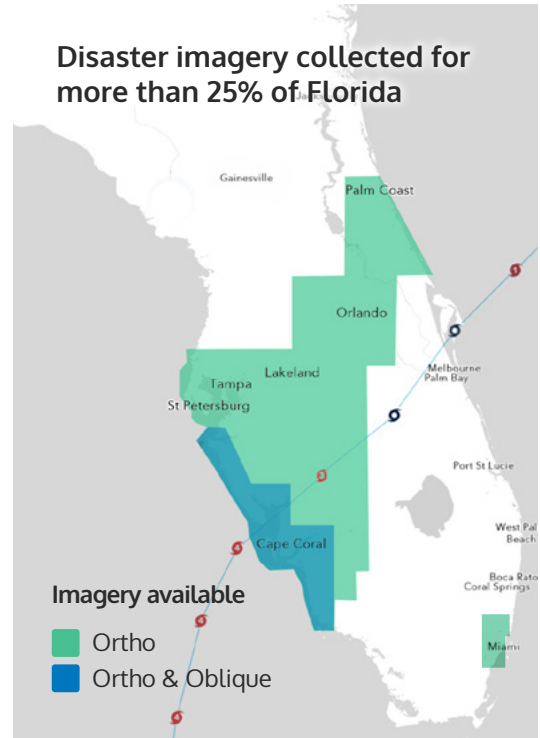 Disaster imagery collected for
more than 25% of Florida
Gainesville
Palm Coast
Orlando
Lakeland
Tampa
St Petersburg
Melbourne
Palm Bay
Port St Lucie
West Pal
Beach
Cape Coral
Boca Rato
Coral Springs
Miami
Imagery available
Ortho
Ortho & Oblique